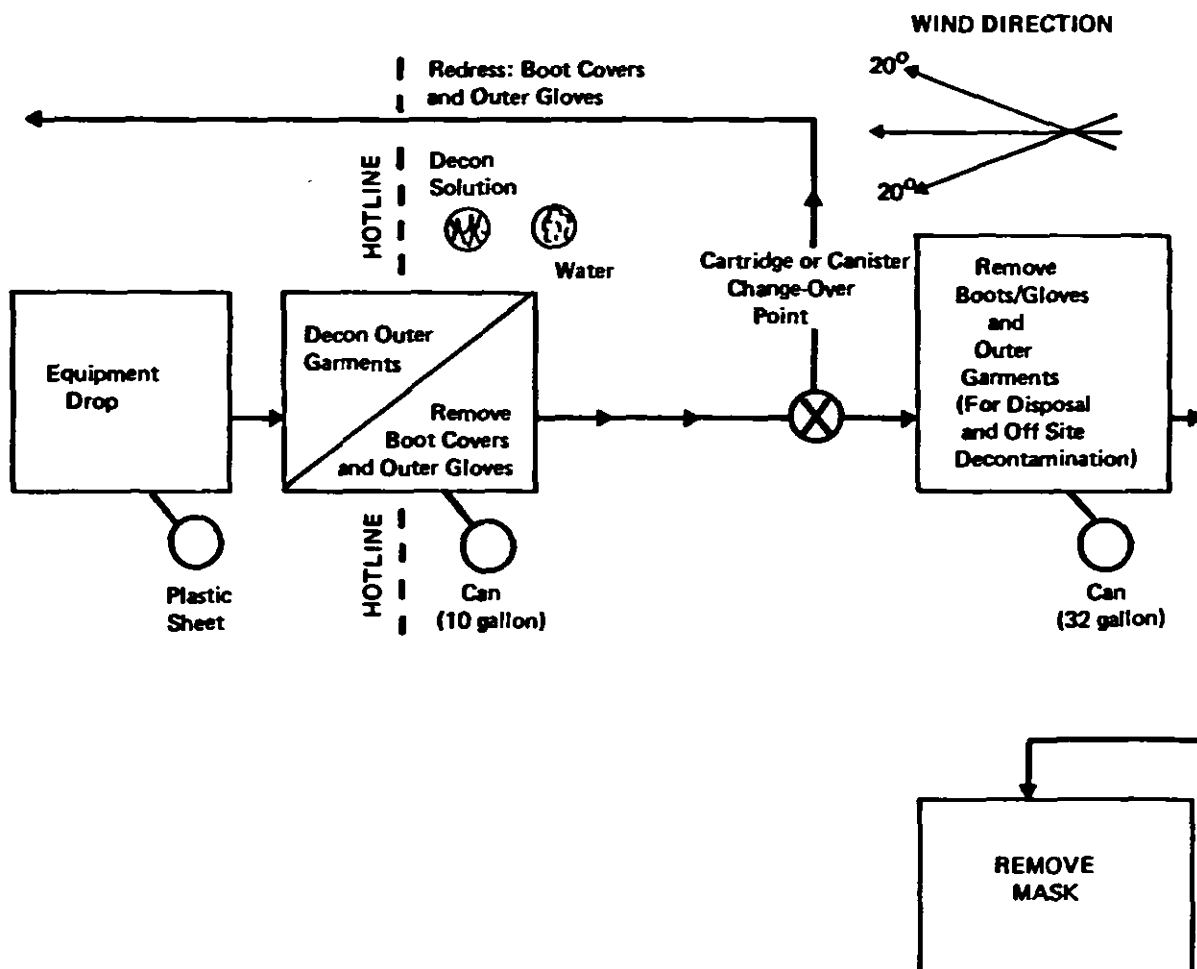 WIND DIRECTION
20°
20°
Redress: Boot Covers
and Outer Gloves
HOTLINE
Decon
Solution
Water
Cartridge or Canister
Change-Over
Point
Equipment
Drop
Decon Outer
Garments
Remove
Boot Covers
and Outer Gloves
X
Remove
Boots/Gloves
and
Outer
Garments
(For Disposal
and Off Site
Decontamination)
HOTLINE
Plastic
Sheet
Can
(10 gallon)
Can
(32 gallon)
REMOVE
MASK